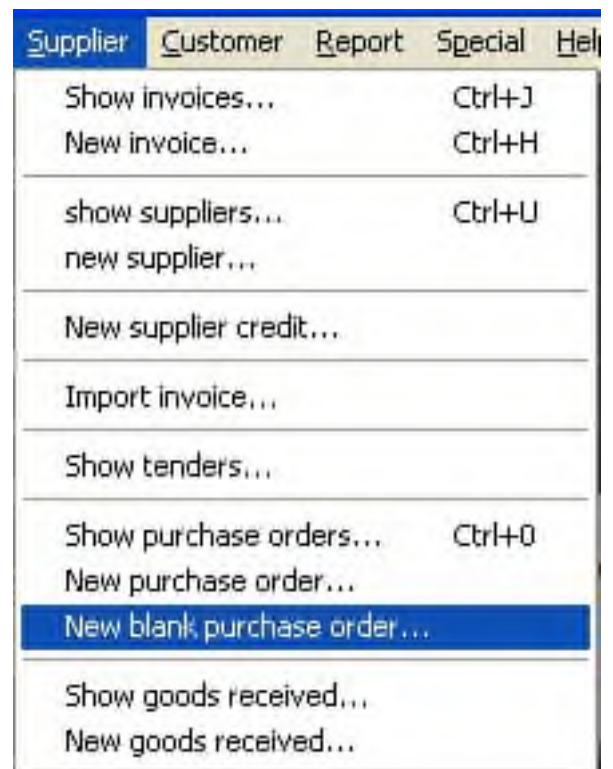 Supplier Customer Report Special Hel
Show invoices... Ctrl+J
New invoice... Ctrl+H
show suppliers... Ctrl+U
new supplier...
New supplier credit...
Import invoice...
Show tenders...
Show purchase orders... Ctrl+0
New purchase order...
New blank purchase order...
Show goods received...
New goods received...